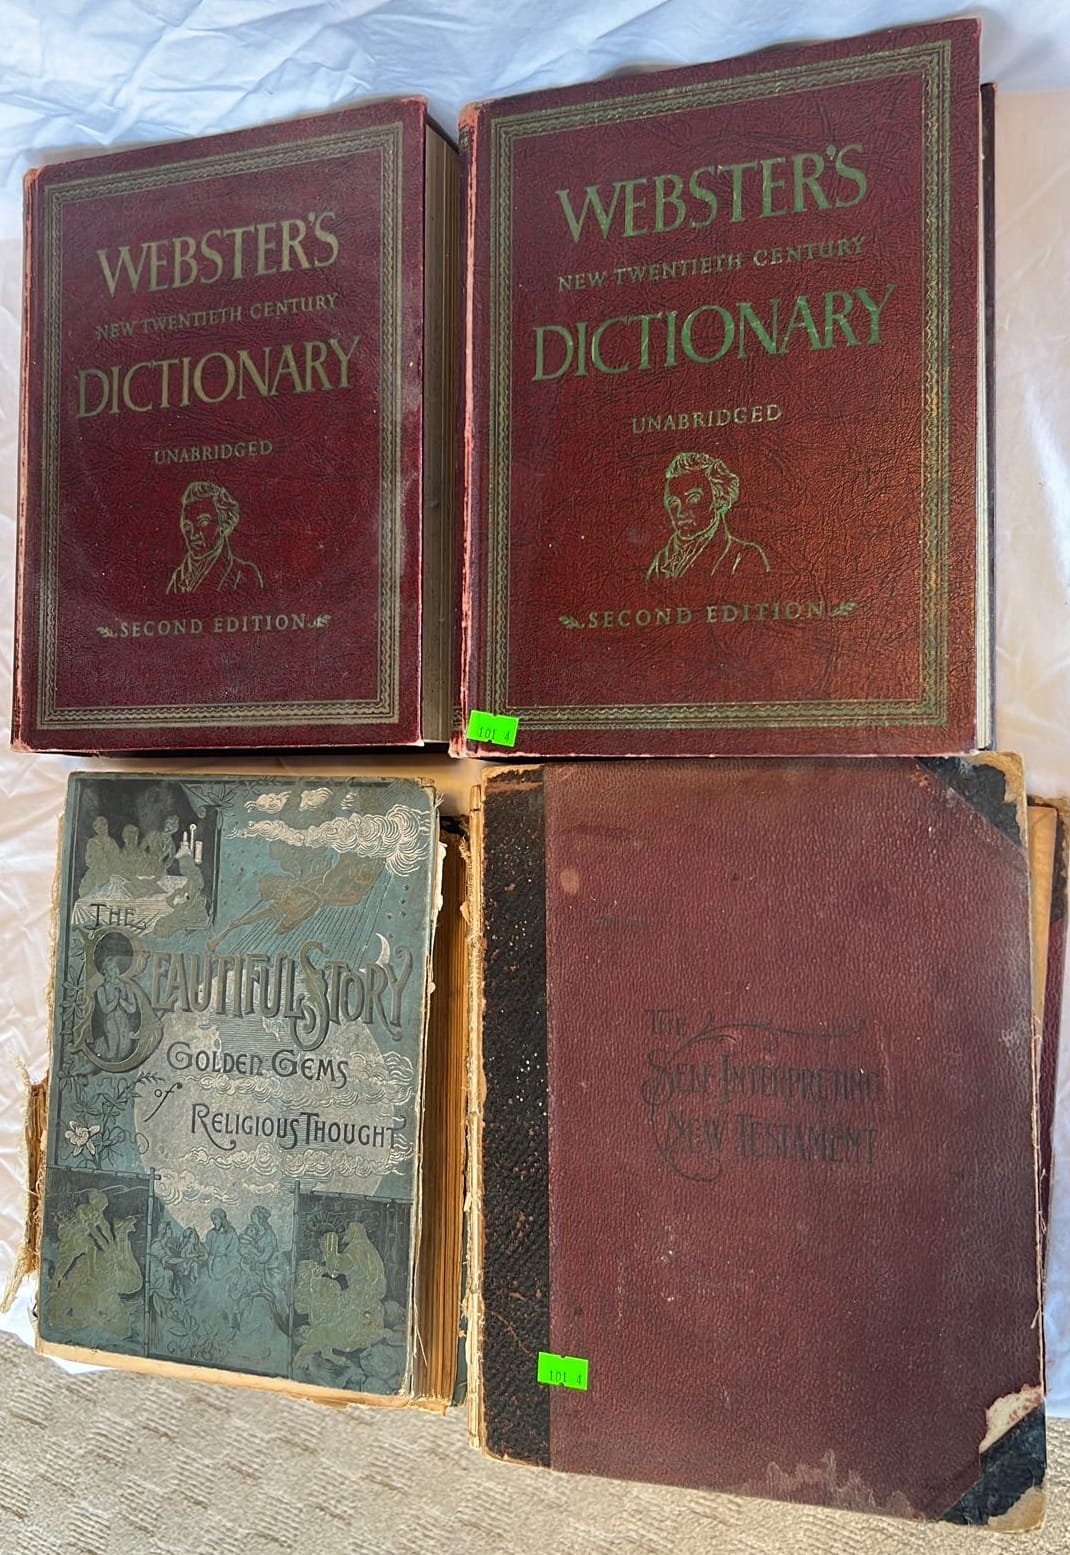 WEBSTER'S
NEW TWENTIETH CENTURY
DICTIONARY
UNABRIDGED
SECOND EDITION
WEBSTER'S
NEW TWENTIETH CENTURY
DICTIONARY
UNABRIDGED
SECOND EDITION
101 4
THE
BEAUTIFUL STORY
GOLDEN GEMS
of
RELIGIOUS THOUGHT
THE
SELF-INTERPRETING
NEW TESTAMENT
101 4